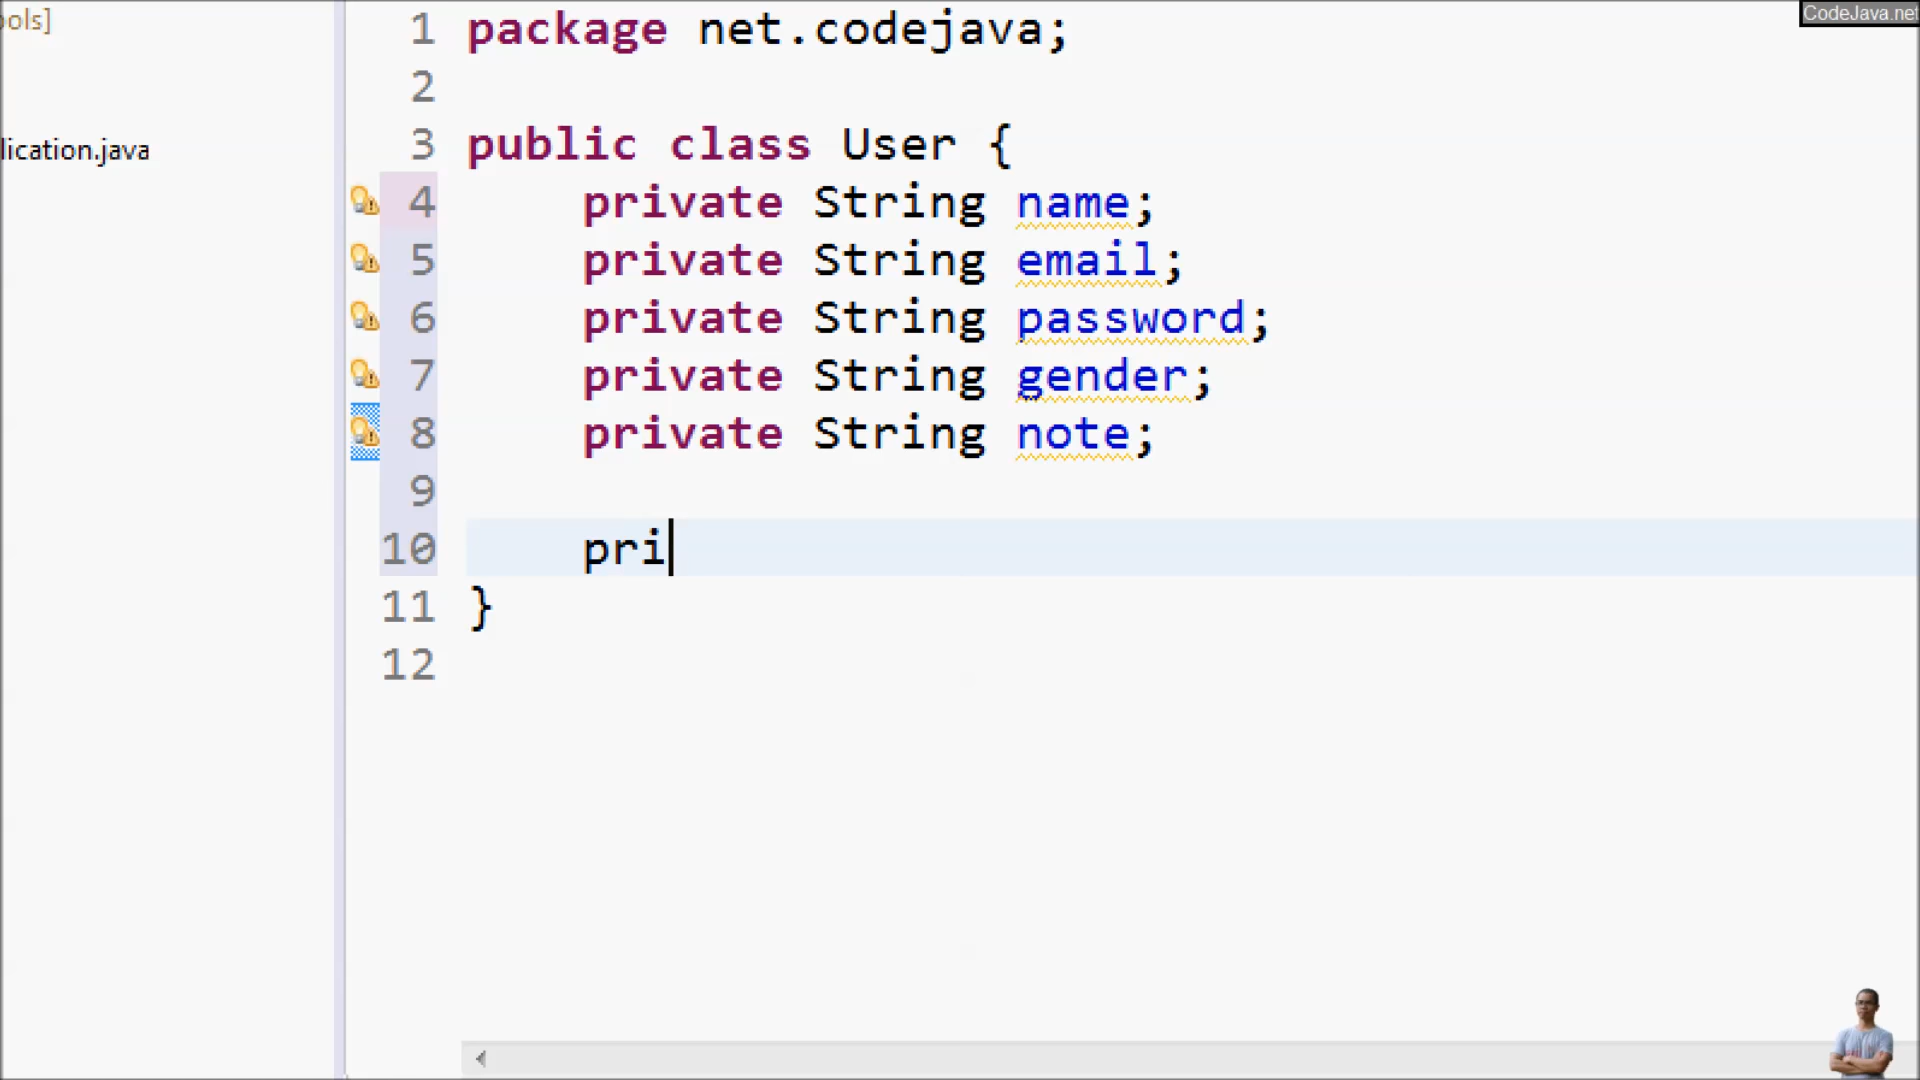 ools]
lication.java
1 package net.codejava;
2
3 public class User {
4 private String name;
5 private String email;
6 private String password;
7 private String gender;
8 private String note;
9
10 pri
11 }
12
CodeJava.net